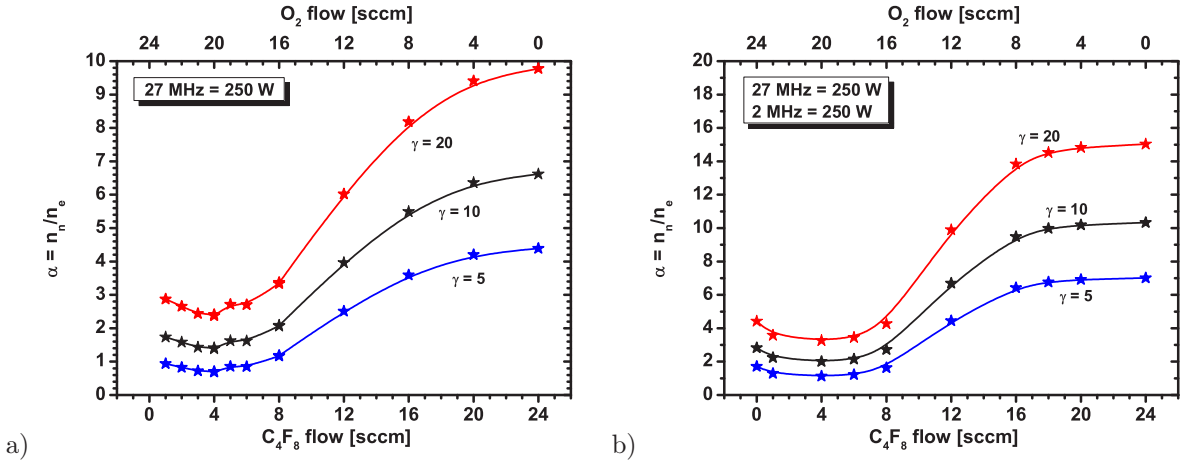 a)
O₂ flow [sccm]
24 20 16 12 8 4 0
10
9
8
7
6
5
4
3
2
1
0
α = nₙ/nₑ
27 MHz = 250 W
γ = 20
γ = 10
γ = 5
0 4 8 12 16 20 24
C₄F₈ flow [sccm]
b)
O₂ flow [sccm]
24 20 16 12 8 4 0
20
18
16
14
12
10
8
6
4
2
0
α = nₙ/nₑ
27 MHz = 250 W
2 MHz = 250 W
γ = 20
γ = 10
γ = 5
0 4 8 12 16 20 24
C₄F₈ flow [sccm]